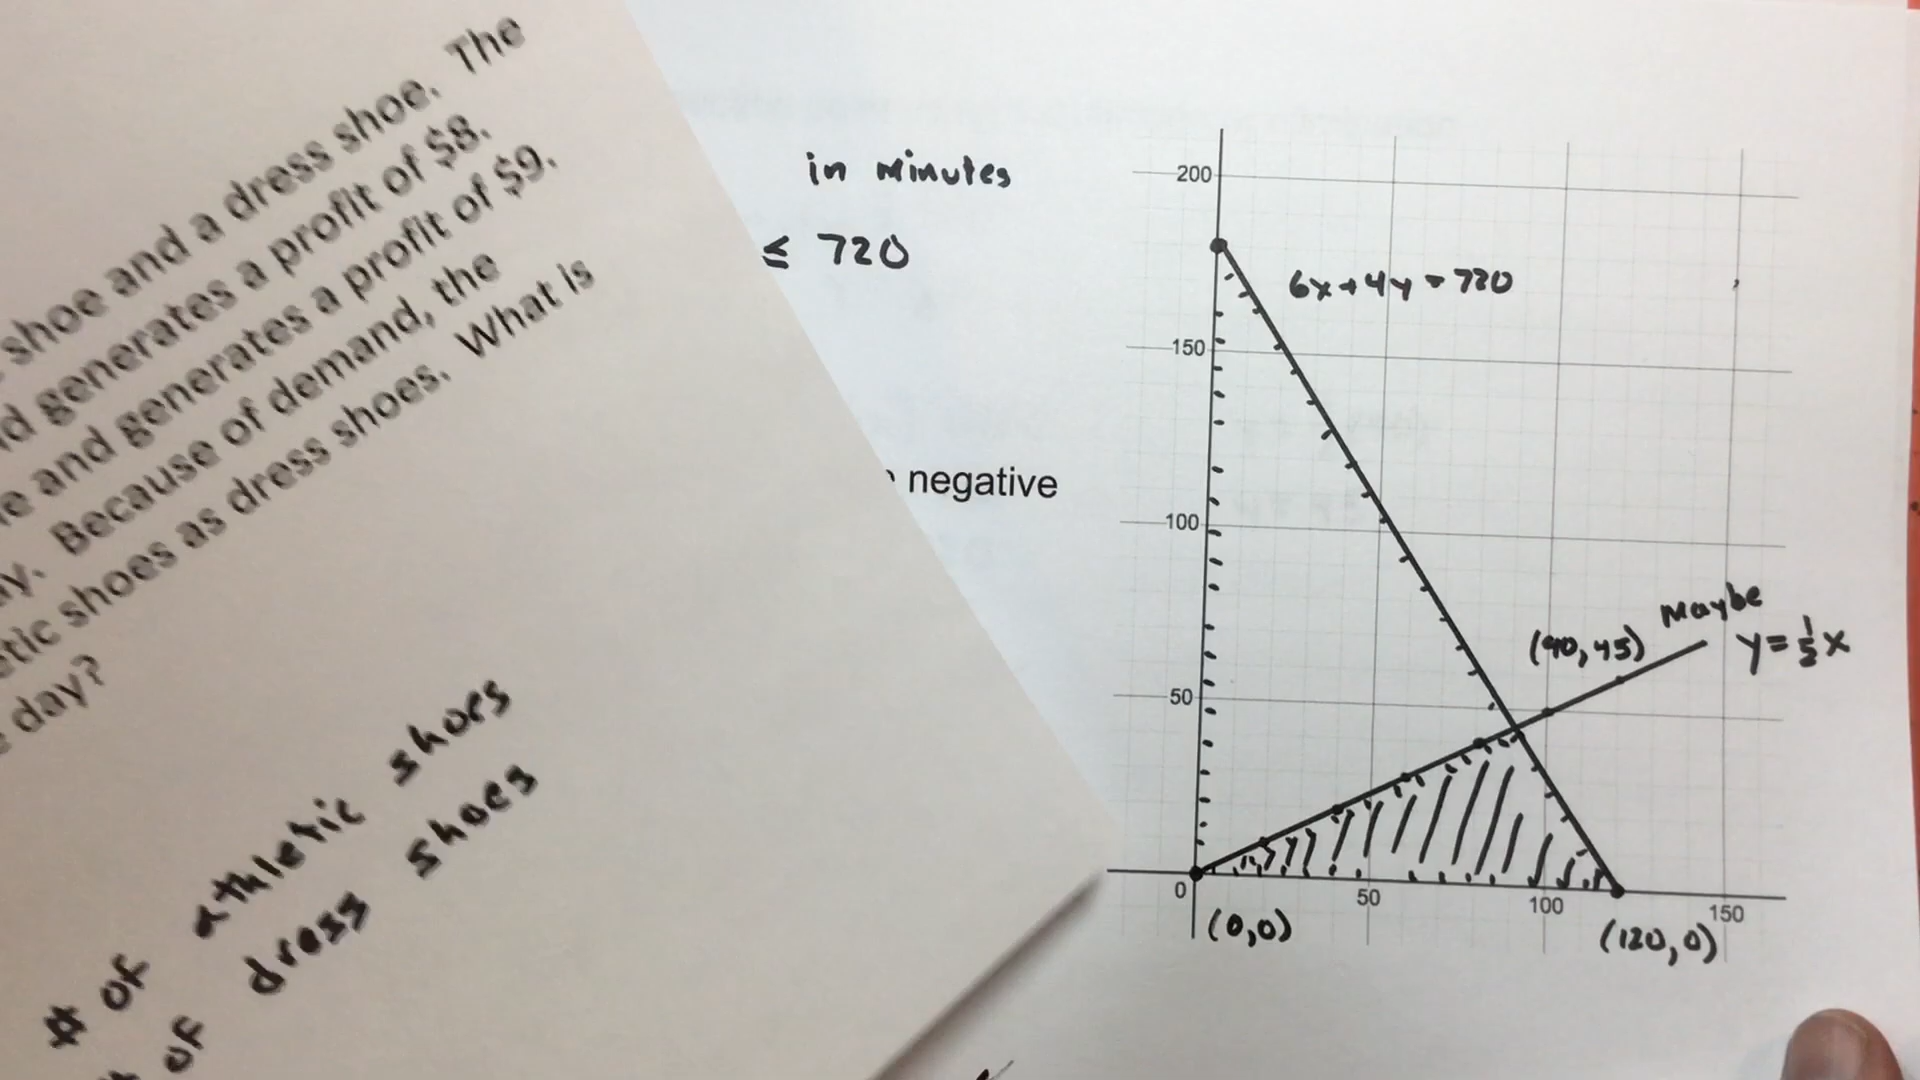 shoe and a dress shoe. The
generates a profit of $8.
and generates a profit of $9.
Because of demand, the
shoes as dress shoes. What is
day?
# of athletic shoes
of dress shoes
in minutes
≤ 720
negative
200
150
100
50
0
50
100
150
6x+4y=720
Maybe
(90,45)
y=½x
(0,0)
(120,0)